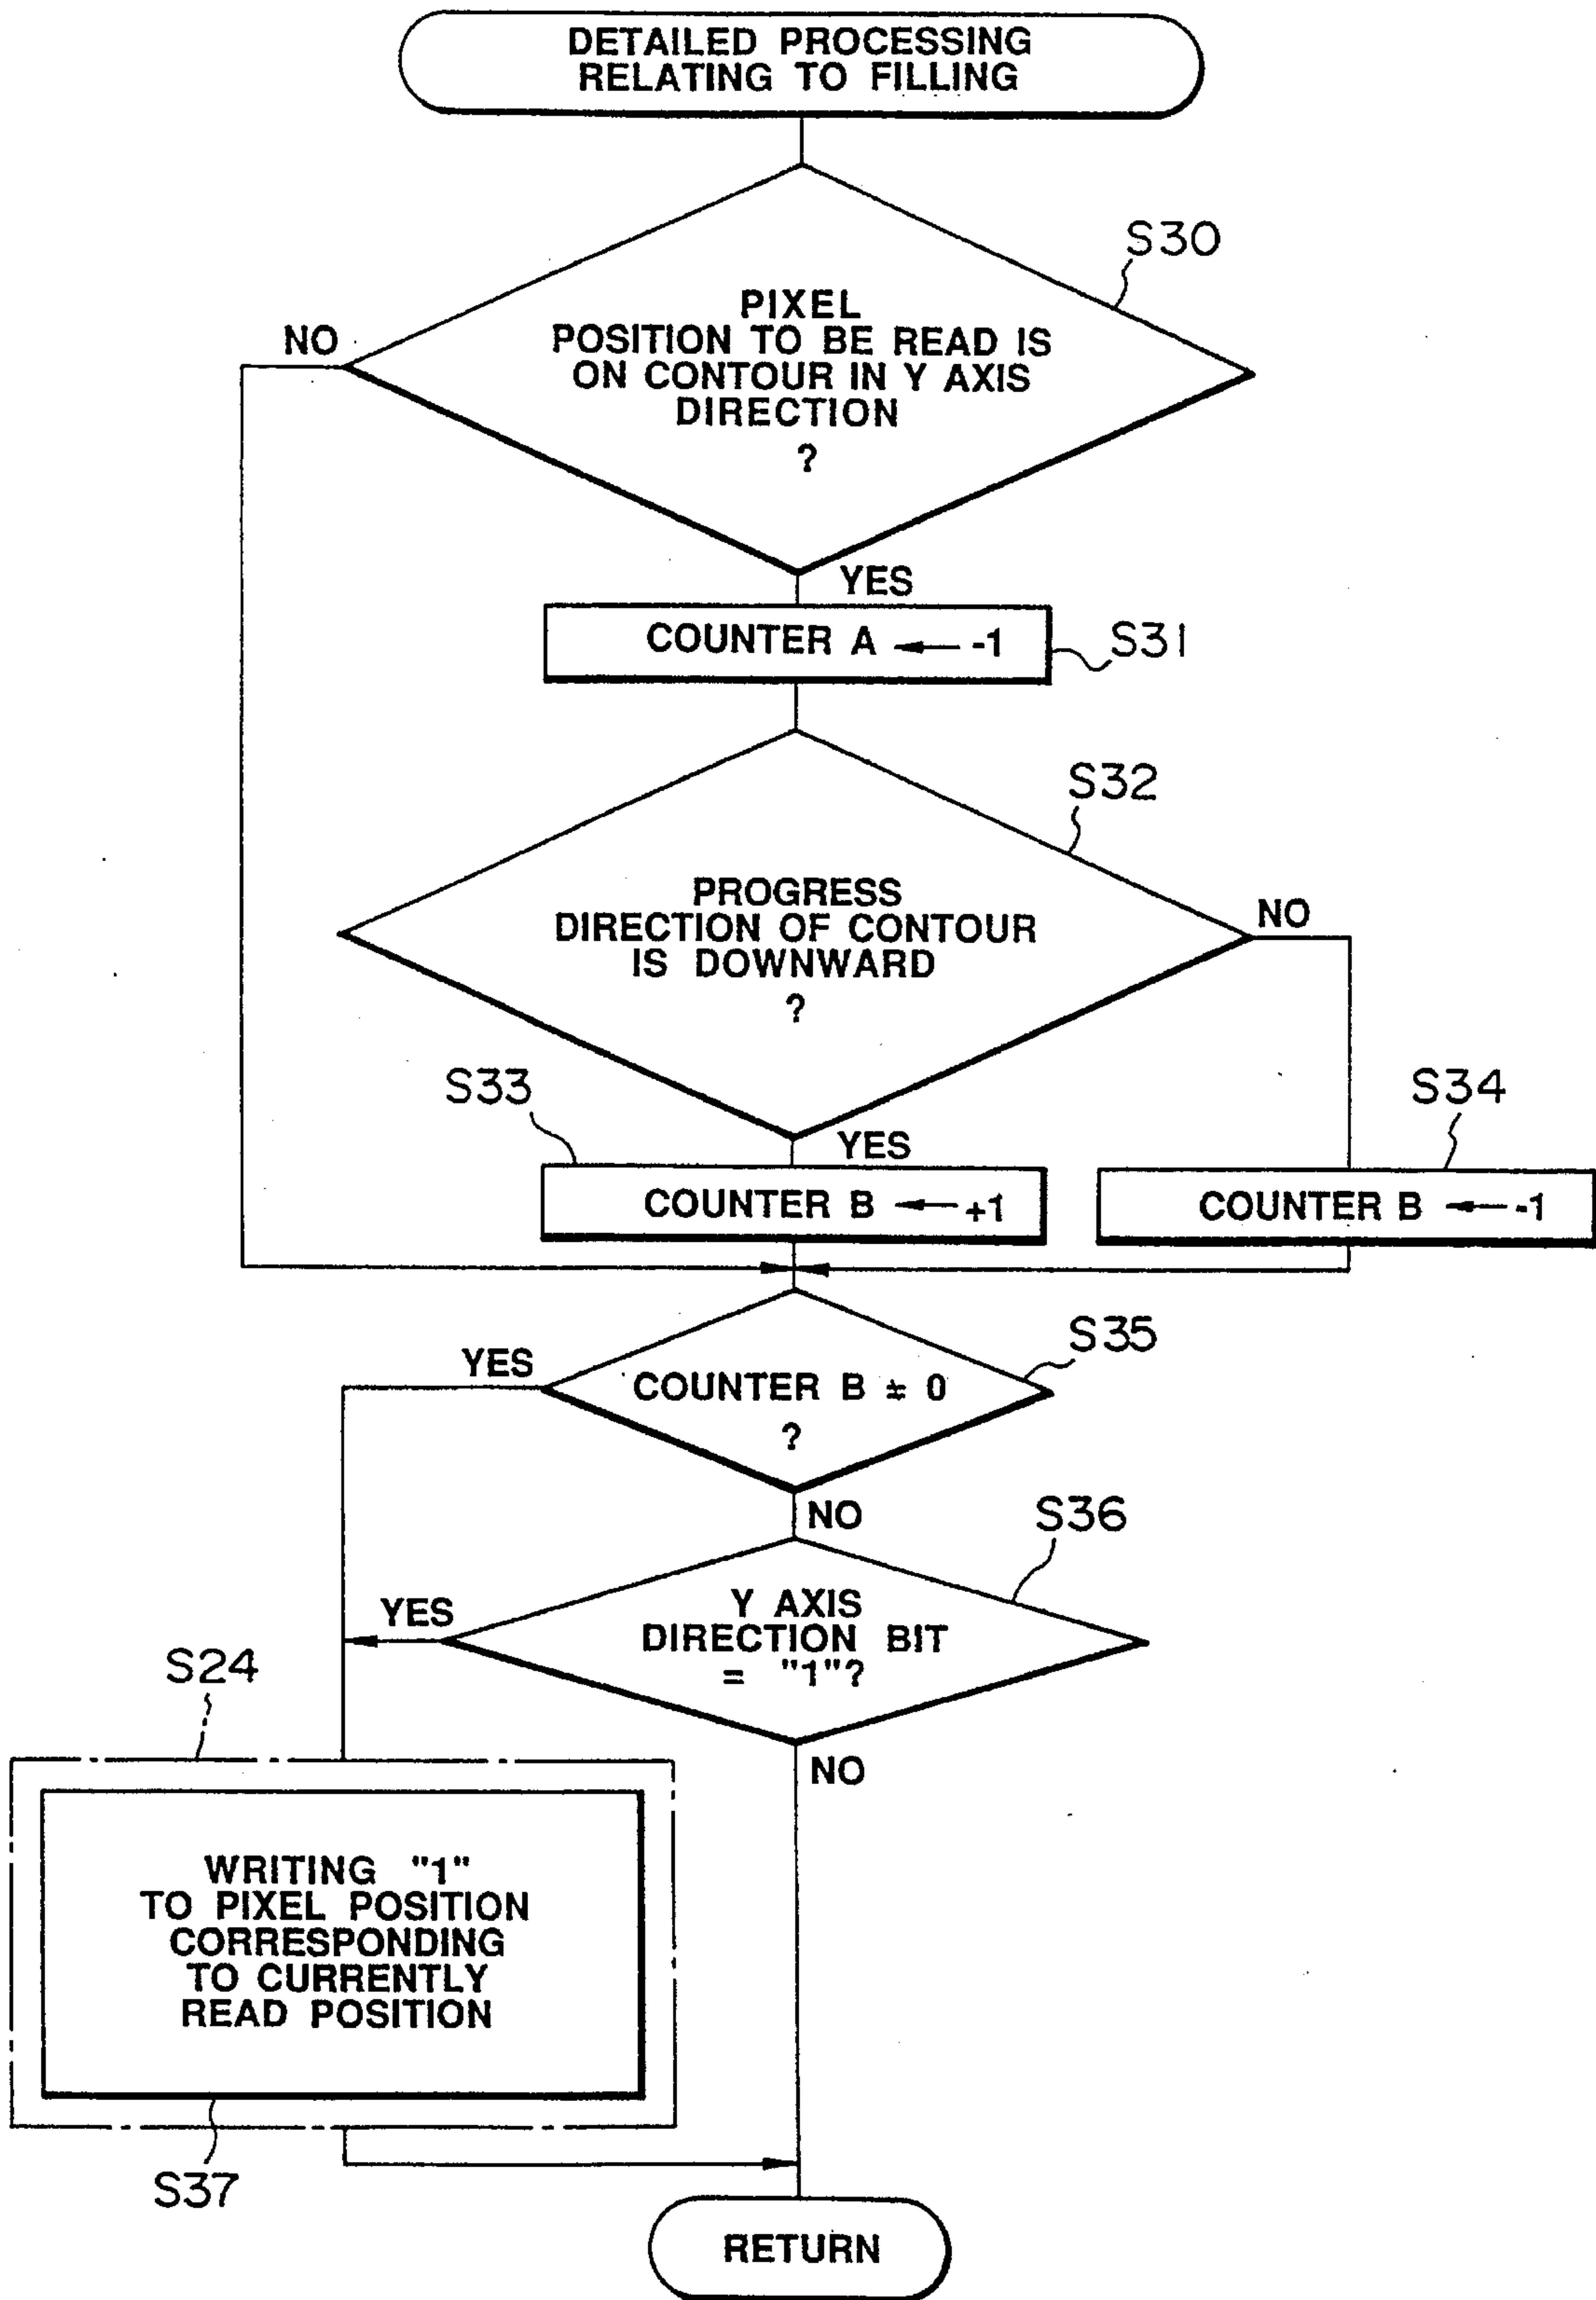 DETAILED PROCESSING
RELATING TO FILLING
S30
PIXEL
POSITION TO BE READ IS
ON CONTOUR IN Y AXIS
DIRECTION
?
NO
YES
COUNTER A ← -1
S31
S32
PROGRESS
DIRECTION OF CONTOUR
IS DOWNWARD
?
NO
YES
S33
COUNTER B ← +1
S34
COUNTER B ← -1
S35
YES
COUNTER B ≠ 0
?
NO
S36
YES
Y AXIS
DIRECTION BIT
= "1"?
NO
S24
WRITING "1"
TO PIXEL POSITION
CORRESPONDING
TO CURRENTLY
READ POSITION
S37
RETURN